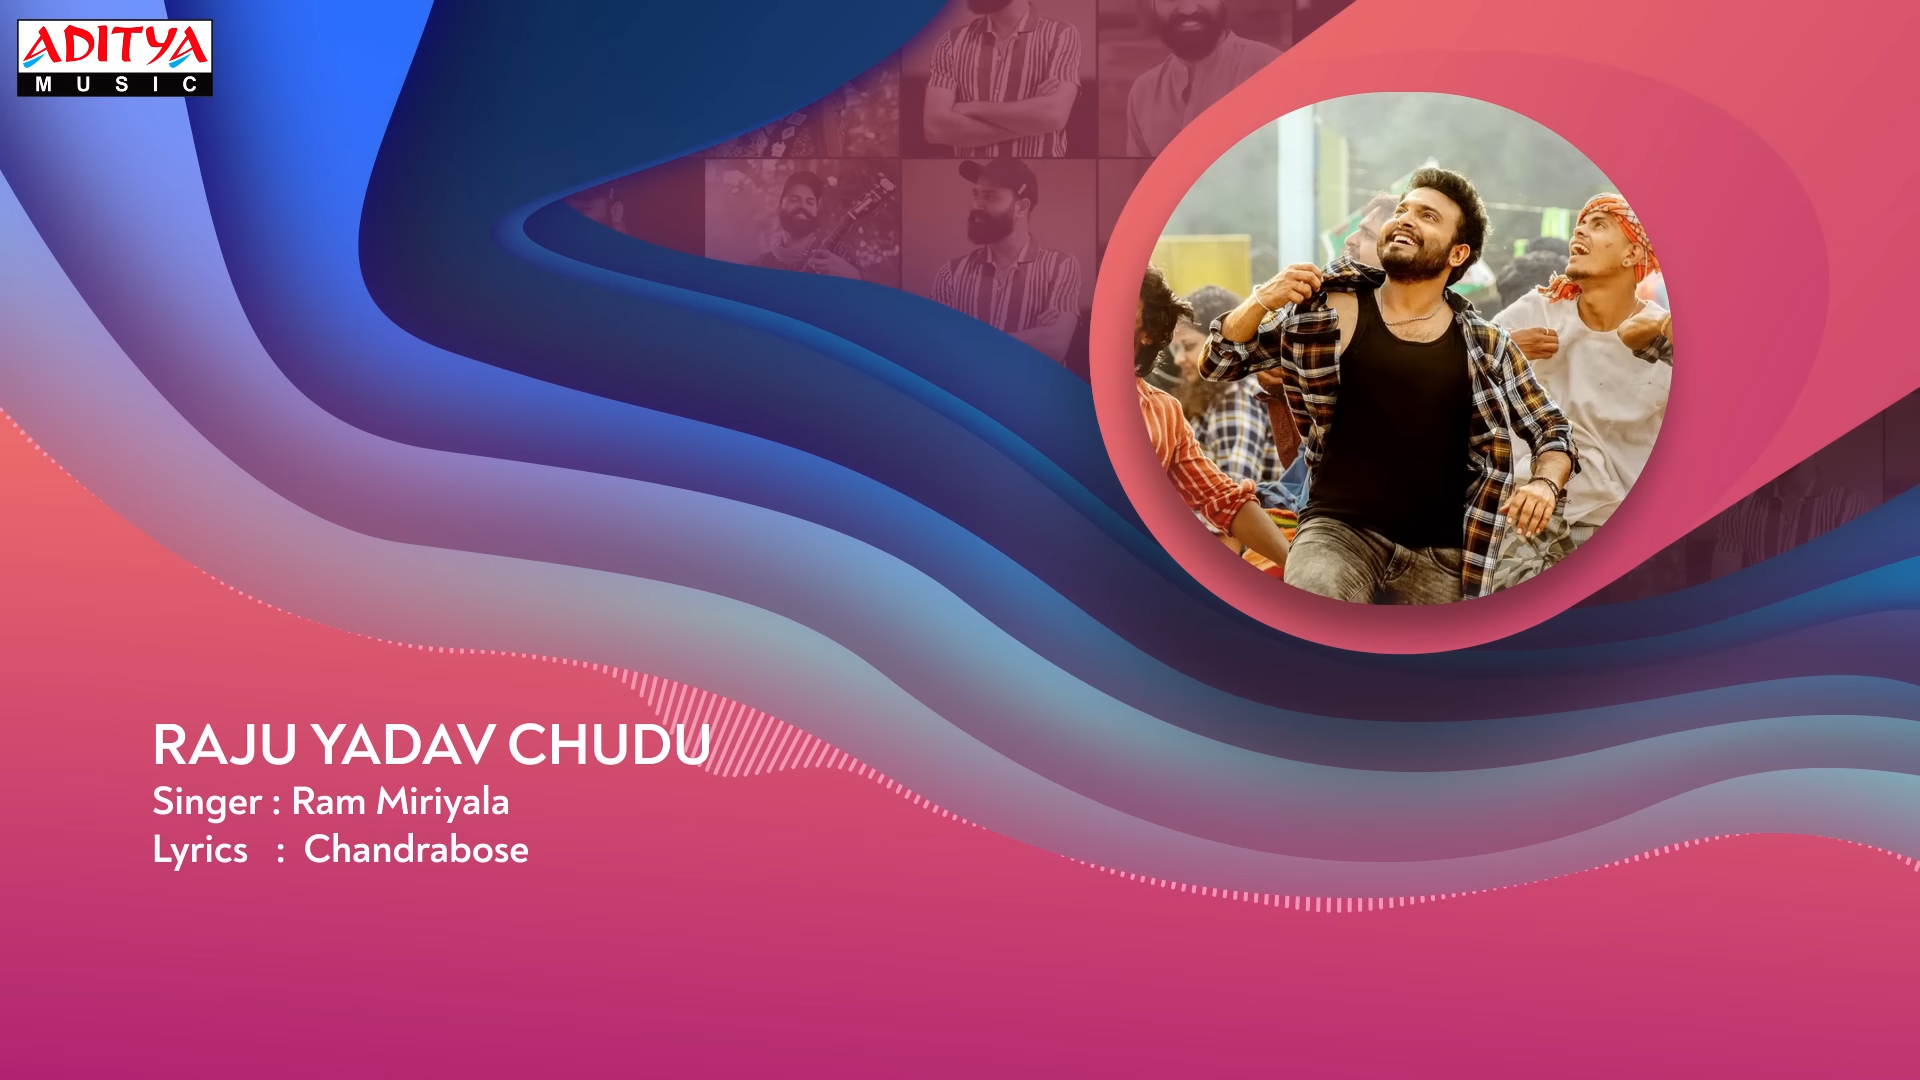 ADITYA
MUSIC
RAJU YADAV CHUDU
Singer : Ram Miriyala
Lyrics : Chandrabose